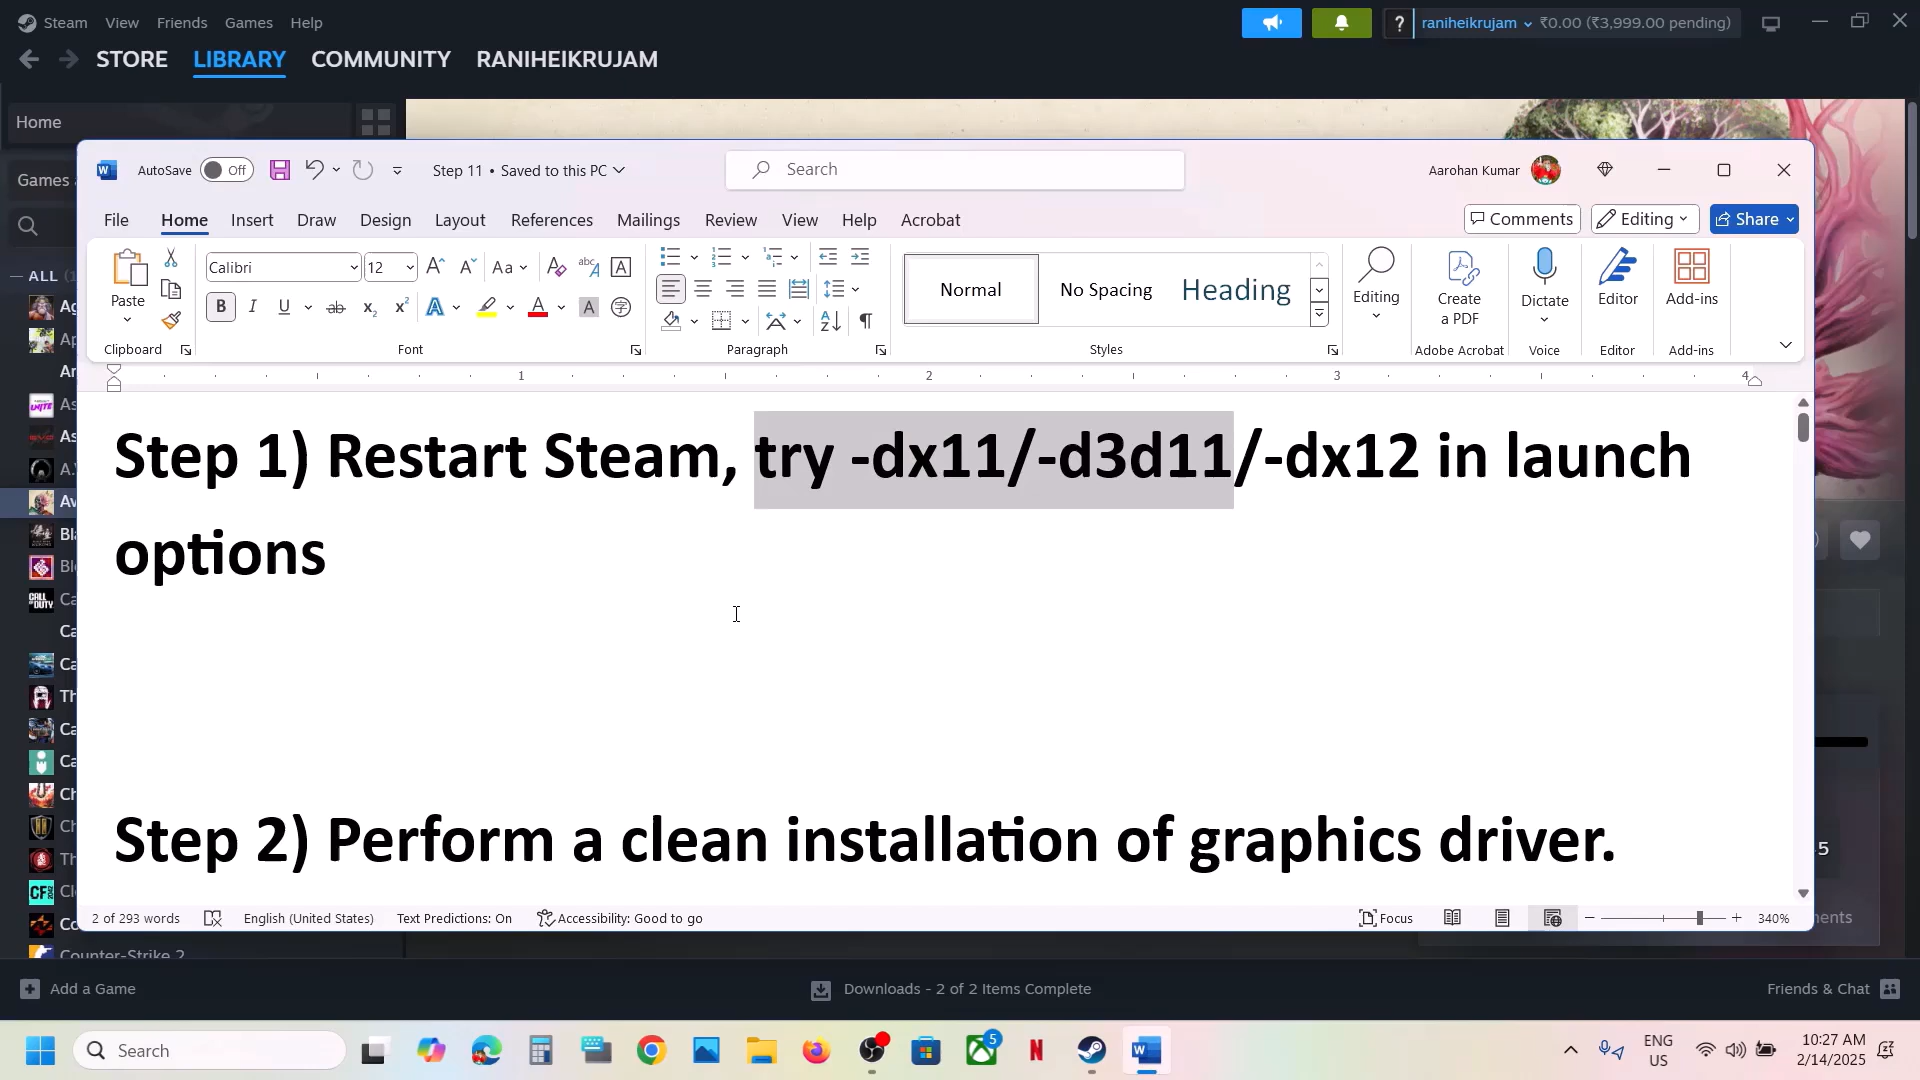 Steam View Friends Games Help
raniheikrujam ₹0.00 (₹3,999.00 pending)
STORE LIBRARY COMMUNITY RANIHEIKRUJAM
Home
Games
AutoSave Off Step 11 • Saved to this PC Search Aarohan Kumar
File Home Insert Draw Design Layout References Mailings Review View Help Acrobat Comments Editing Share
Calibri 12
Paste
Normal No Spacing Heading
Editing Create a PDF Dictate Editor Add-ins
Clipboard Font Paragraph Styles Adobe Acrobat Voice Editor Add-ins
1 2 3 4
ALL
Step 1) Restart Steam, try -dx11/-d3d11/-dx12 in launch
options
Step 2) Perform a clean installation of graphics driver.
2 of 293 words English (United States) Text Predictions: On Accessibility: Good to go Focus 340%
Counter-Strike 2
Add a Game Downloads - 2 of 2 Items Complete Friends & Chat
Search ENG US 10:27 AM 2/14/2025